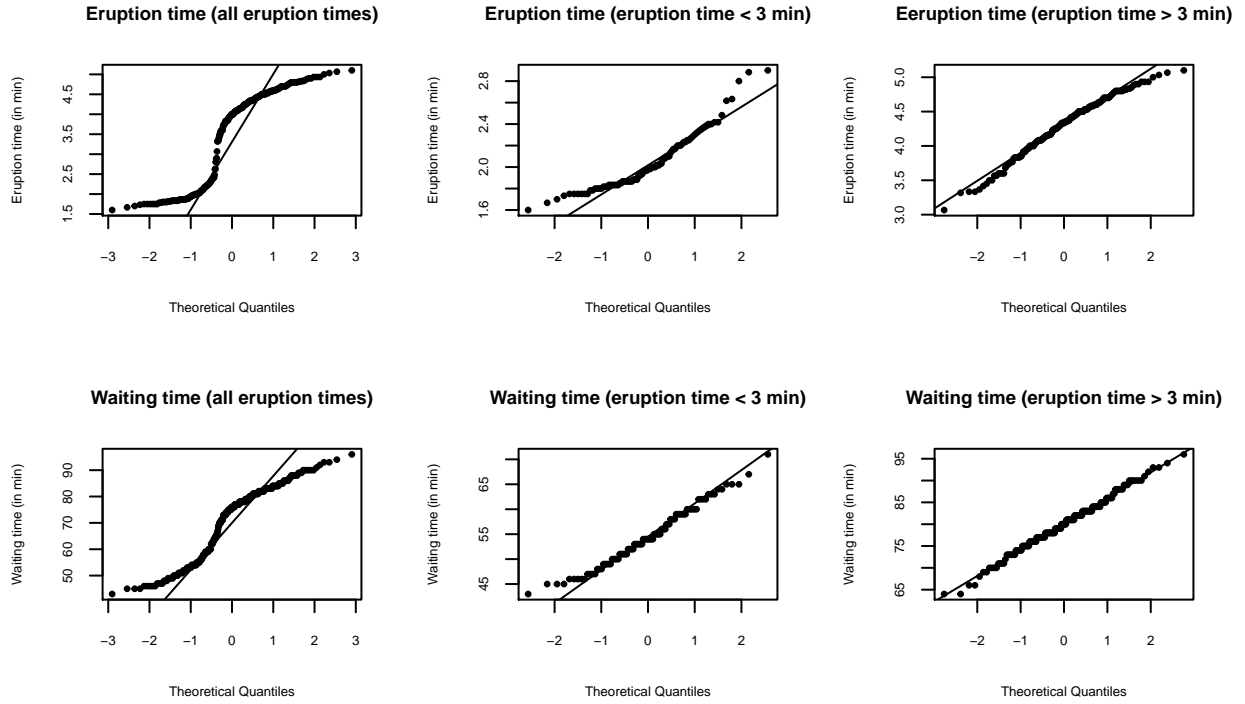 Eruption time (all eruption times)
Eruption time (in min)
4.5
3.5
2.5
1.5
−3 −2 −1 0 1 2 3
Theoretical Quantiles
Eruption time (eruption time < 3 min)
Eruption time (in min)
2.8
2.4
2.0
1.6
−2 −1 0 1 2
Theoretical Quantiles
Eeruption time (eruption time > 3 min)
Eruption time (in min)
5.0
4.5
4.0
3.5
3.0
−2 −1 0 1 2
Theoretical Quantiles
Waiting time (all eruption times)
Waiting time (in min)
90
80
70
60
50
−3 −2 −1 0 1 2 3
Theoretical Quantiles
Waiting time (eruption time < 3 min)
Waiting time (in min)
65
55
45
−2 −1 0 1 2
Theoretical Quantiles
Waiting time (eruption time > 3 min)
Waiting time (in min)
95
85
75
65
−2 −1 0 1 2
Theoretical Quantiles